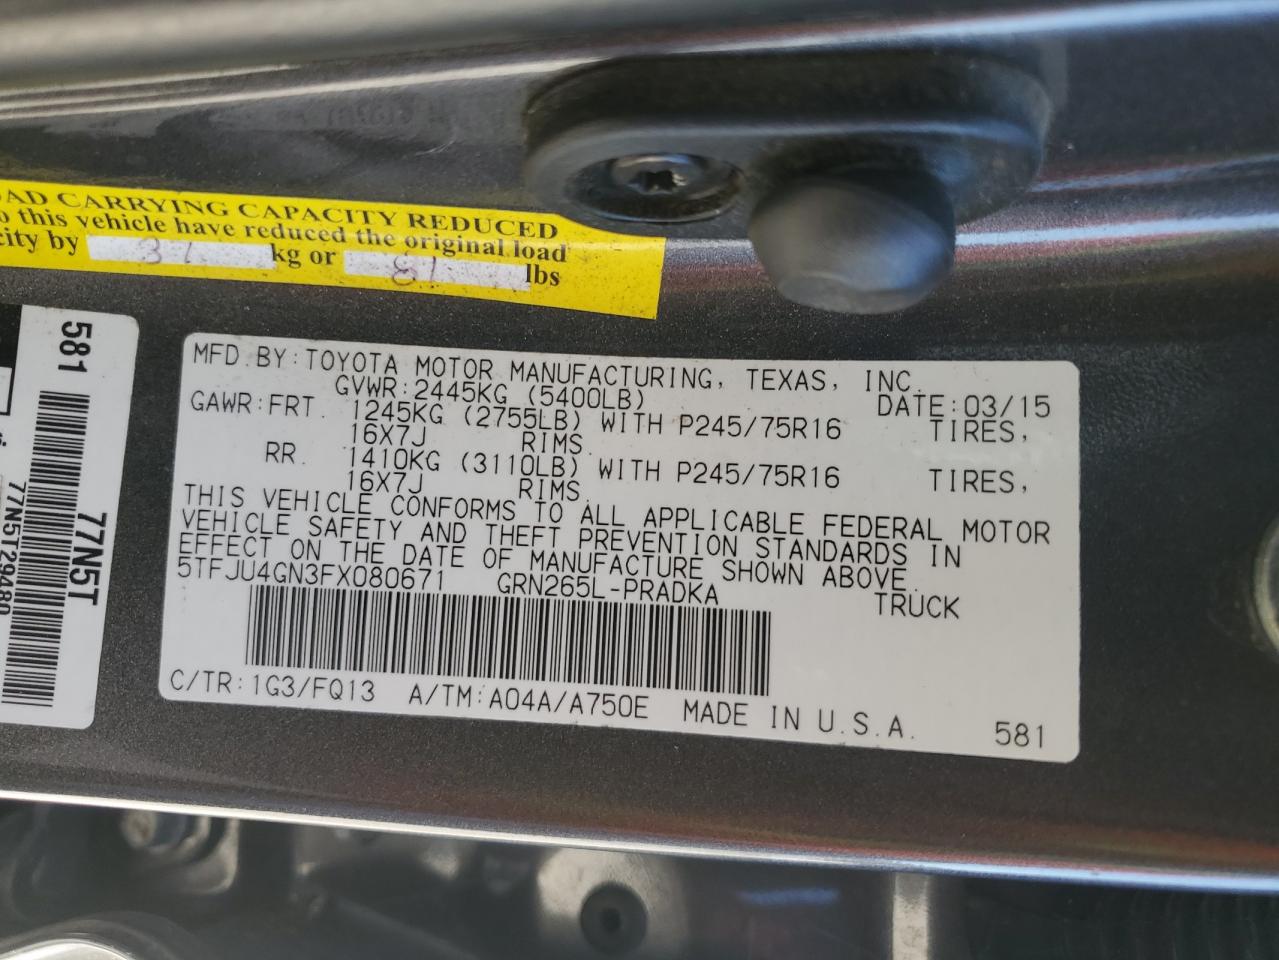 OAD CARRYING CAPACITY REDUCED
o this vehicle have reduced the original load
city by 37 kg or 81 lbs
581
77N5T
77N5T29480
MFD.BY:TOYOTA MOTOR MANUFACTURING, TEXAS, INC.
GVWR:2445KG (5400LB) DATE:03/15
GAWR:FRT. 1245KG (2755LB) WITH P245/75R16 TIRES,
16X7J RIMS.
RR. 1410KG (3110LB) WITH P245/75R16 TIRES,
16X7J RIMS.
THIS VEHICLE CONFORMS TO ALL APPLICABLE FEDERAL MOTOR
VEHICLE SAFETY AND THEFT PREVENTION STANDARDS IN
EFFECT ON THE DATE OF MANUFACTURE SHOWN ABOVE.
5TFJU4GN3FX080671 GRN265L-PRADKA TRUCK
C/TR:1G3/FQ13 A/TM:A04A/A750E MADE IN U.S.A. 581